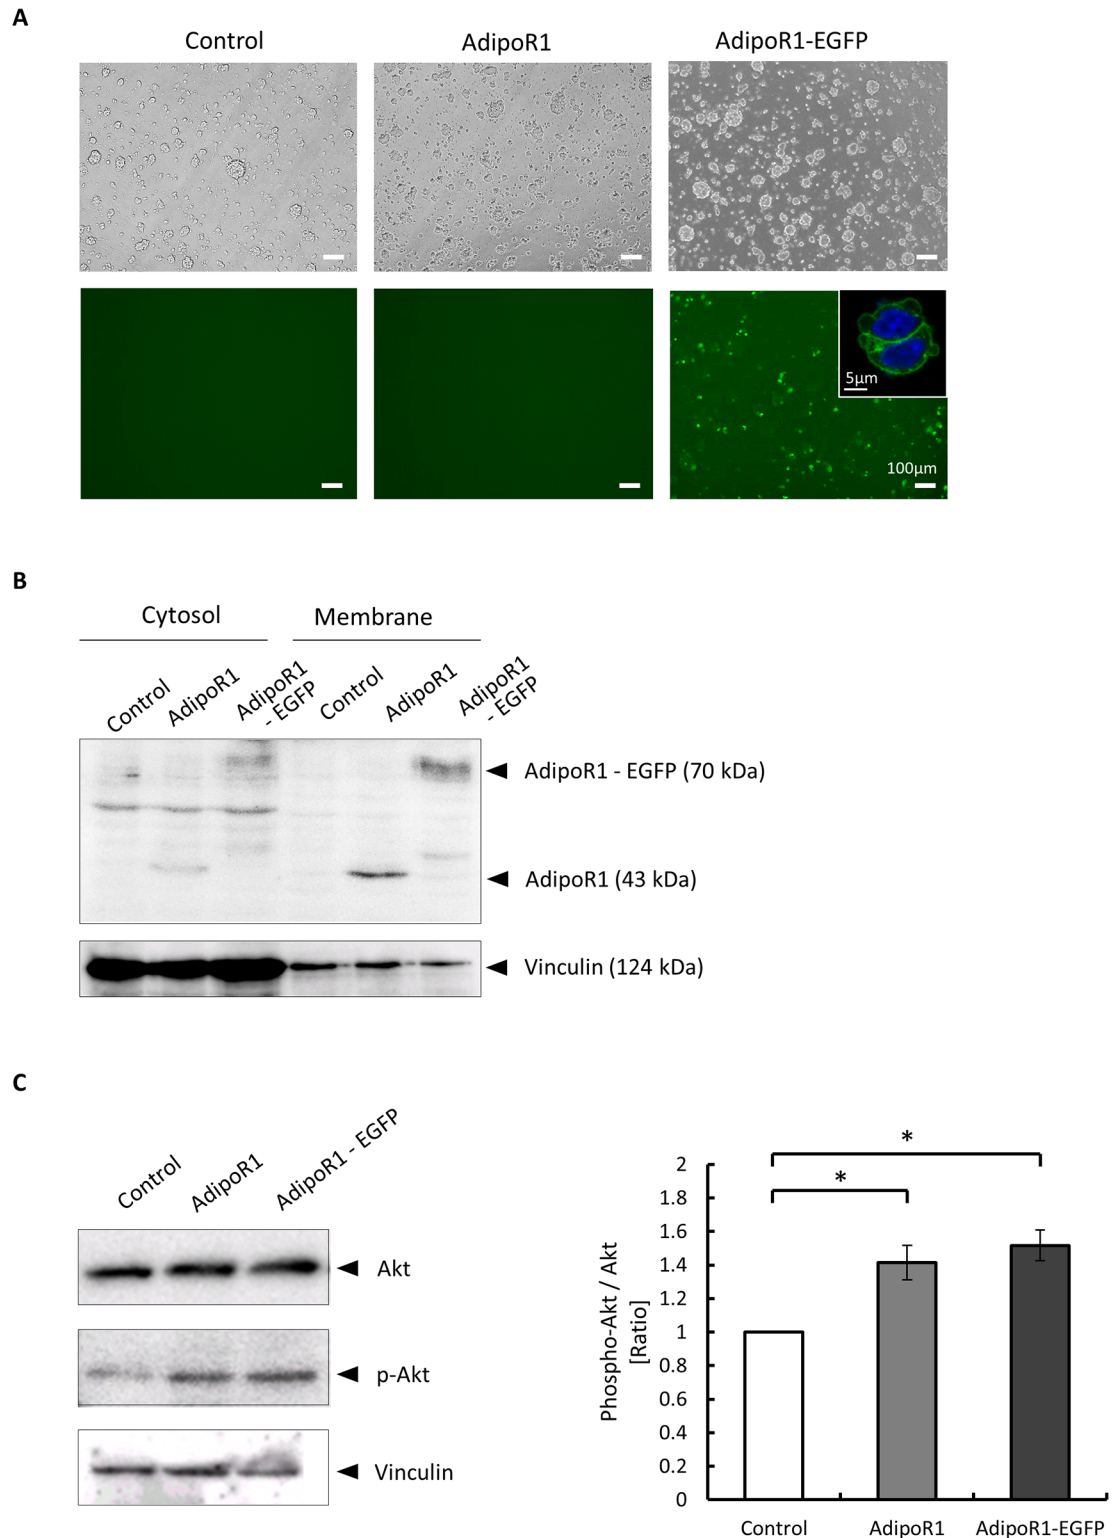 A
Control
AdipoR1
AdipoR1-EGFP
5µm
100µm
B
Cytosol
Membrane
Control
AdipoR1
AdipoR1
- EGFP
Control
AdipoR1
AdipoR1
- EGFP
AdipoR1 - EGFP (70 kDa)
AdipoR1 (43 kDa)
Vinculin (124 kDa)
C
Control
AdipoR1
AdipoR1 - EGFP
Akt
p-Akt
Vinculin
*
*
Phospho-Akt / Akt
[Ratio]
2
1.8
1.6
1.4
1.2
1
0.8
0.6
0.4
0.2
0
Control
AdipoR1
AdipoR1-EGFP